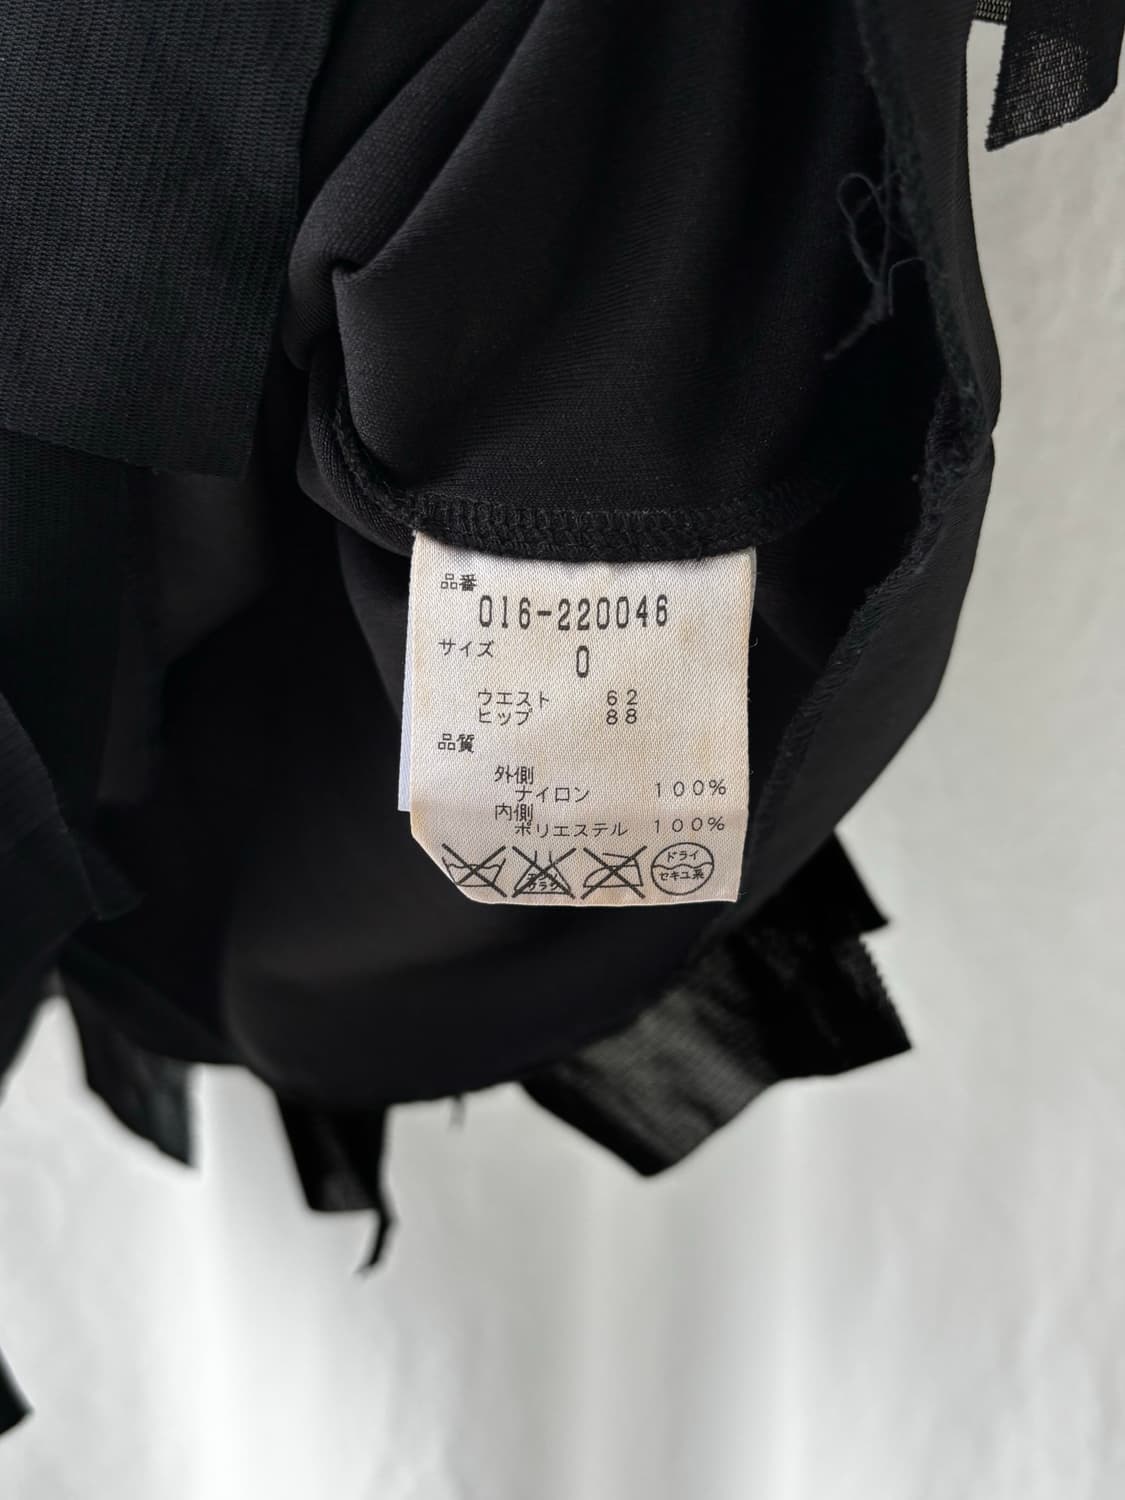 品番
016-220046
サイズ 0
ウエスト 62
ヒップ 88
品質
外側
ナイロン 100%
内側
ポリエステル 100%
ドライ
セキユ系